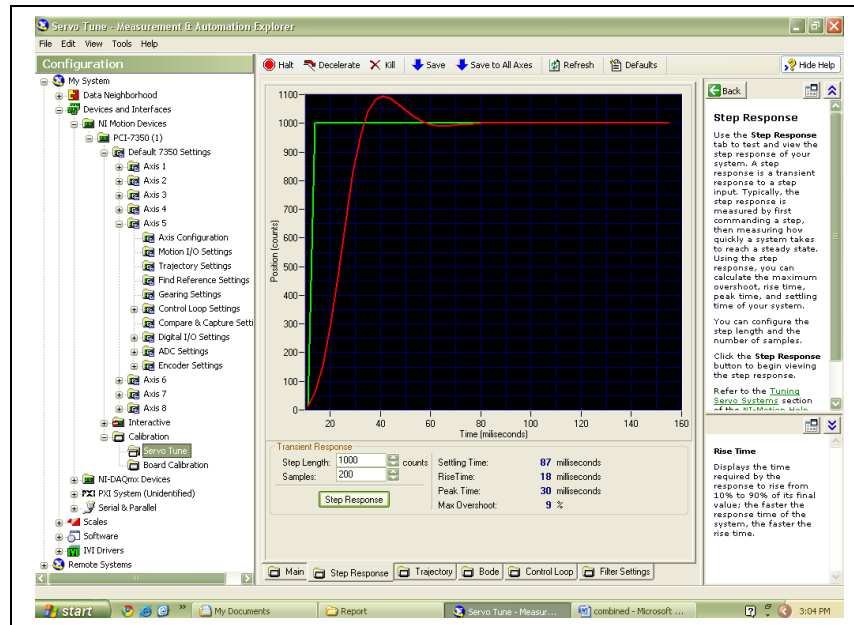 Servo Tune - Measurement & Automation Explorer
File Edit View Tools Help
Configuration
Halt Decelerate Kill Save Save to All Axes Refresh Defaults Hide Help
My System
Data Neighborhood
Devices and Interfaces
NI Motion Devices
PCI-7350 (1)
Default 7350 Settings
Axis 1
Axis 2
Axis 3
Axis 4
Axis 5
Axis Configuration
Motion I/O Settings
Trajectory Settings
Find Reference Settings
Gearing Settings
Control Loop Settings
Compare & Capture Setti
Digital I/O Settings
ADC Settings
Encoder Settings
Axis 6
Axis 7
Axis 8
Interactive
Calibration
Servo Tune
Board Calibration
NI-DAQmx Devices
PXI PXI System (Unidentified)
Serial & Parallel
Scales
Software
IVI Drivers
Remote Systems
1100
1000
900
800
700
600
500
400
300
200
100
0
Position (counts)
20 40 60 80 100 120 140 160
Time (miliseconds)
Transient Response
Step Length: 1000 counts
Samples: 200
Step Response
Settling Time: 87 milliseconds
RiseTime: 18 milliseconds
Peak Time: 30 milliseconds
Max Overshoot: 9 %
Main Step Response Trajectory Bode Control Loop Filter Settings
Back
Step Response
Use the Step Response
tab to test and view the
step response of your
system. A step
response is a transient
response to a step
input. Typically, the
step response is
measured by first
commanding a step,
then measuring how
quickly a system takes
to reach a steady state.
Using the step
response, you can
calculate the maximum
overshoot, rise time,
peak time, and settling
time of your system.
You can configure the
step length and the
number of samples.
Click the Step Response
button to begin viewing
the step response.
Refer to the Tuning
Servo Systems section
of the NI-Motion Help
Rise Time
Displays the time
required by the
response to rise from
10% to 90% of its final
value; the faster the
response time of the
system, the faster the
rise time.
start My Documents Report Servo Tune - Measur... combined - Microsoft ... 3:04 PM